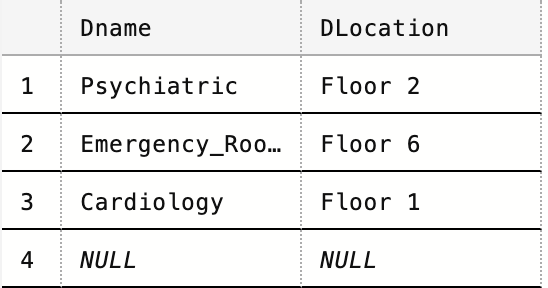 Dname DLocation
1 Psychiatric Floor 2
2 Emergency_Roo… Floor 6
3 Cardiology Floor 1
4 NULL NULL